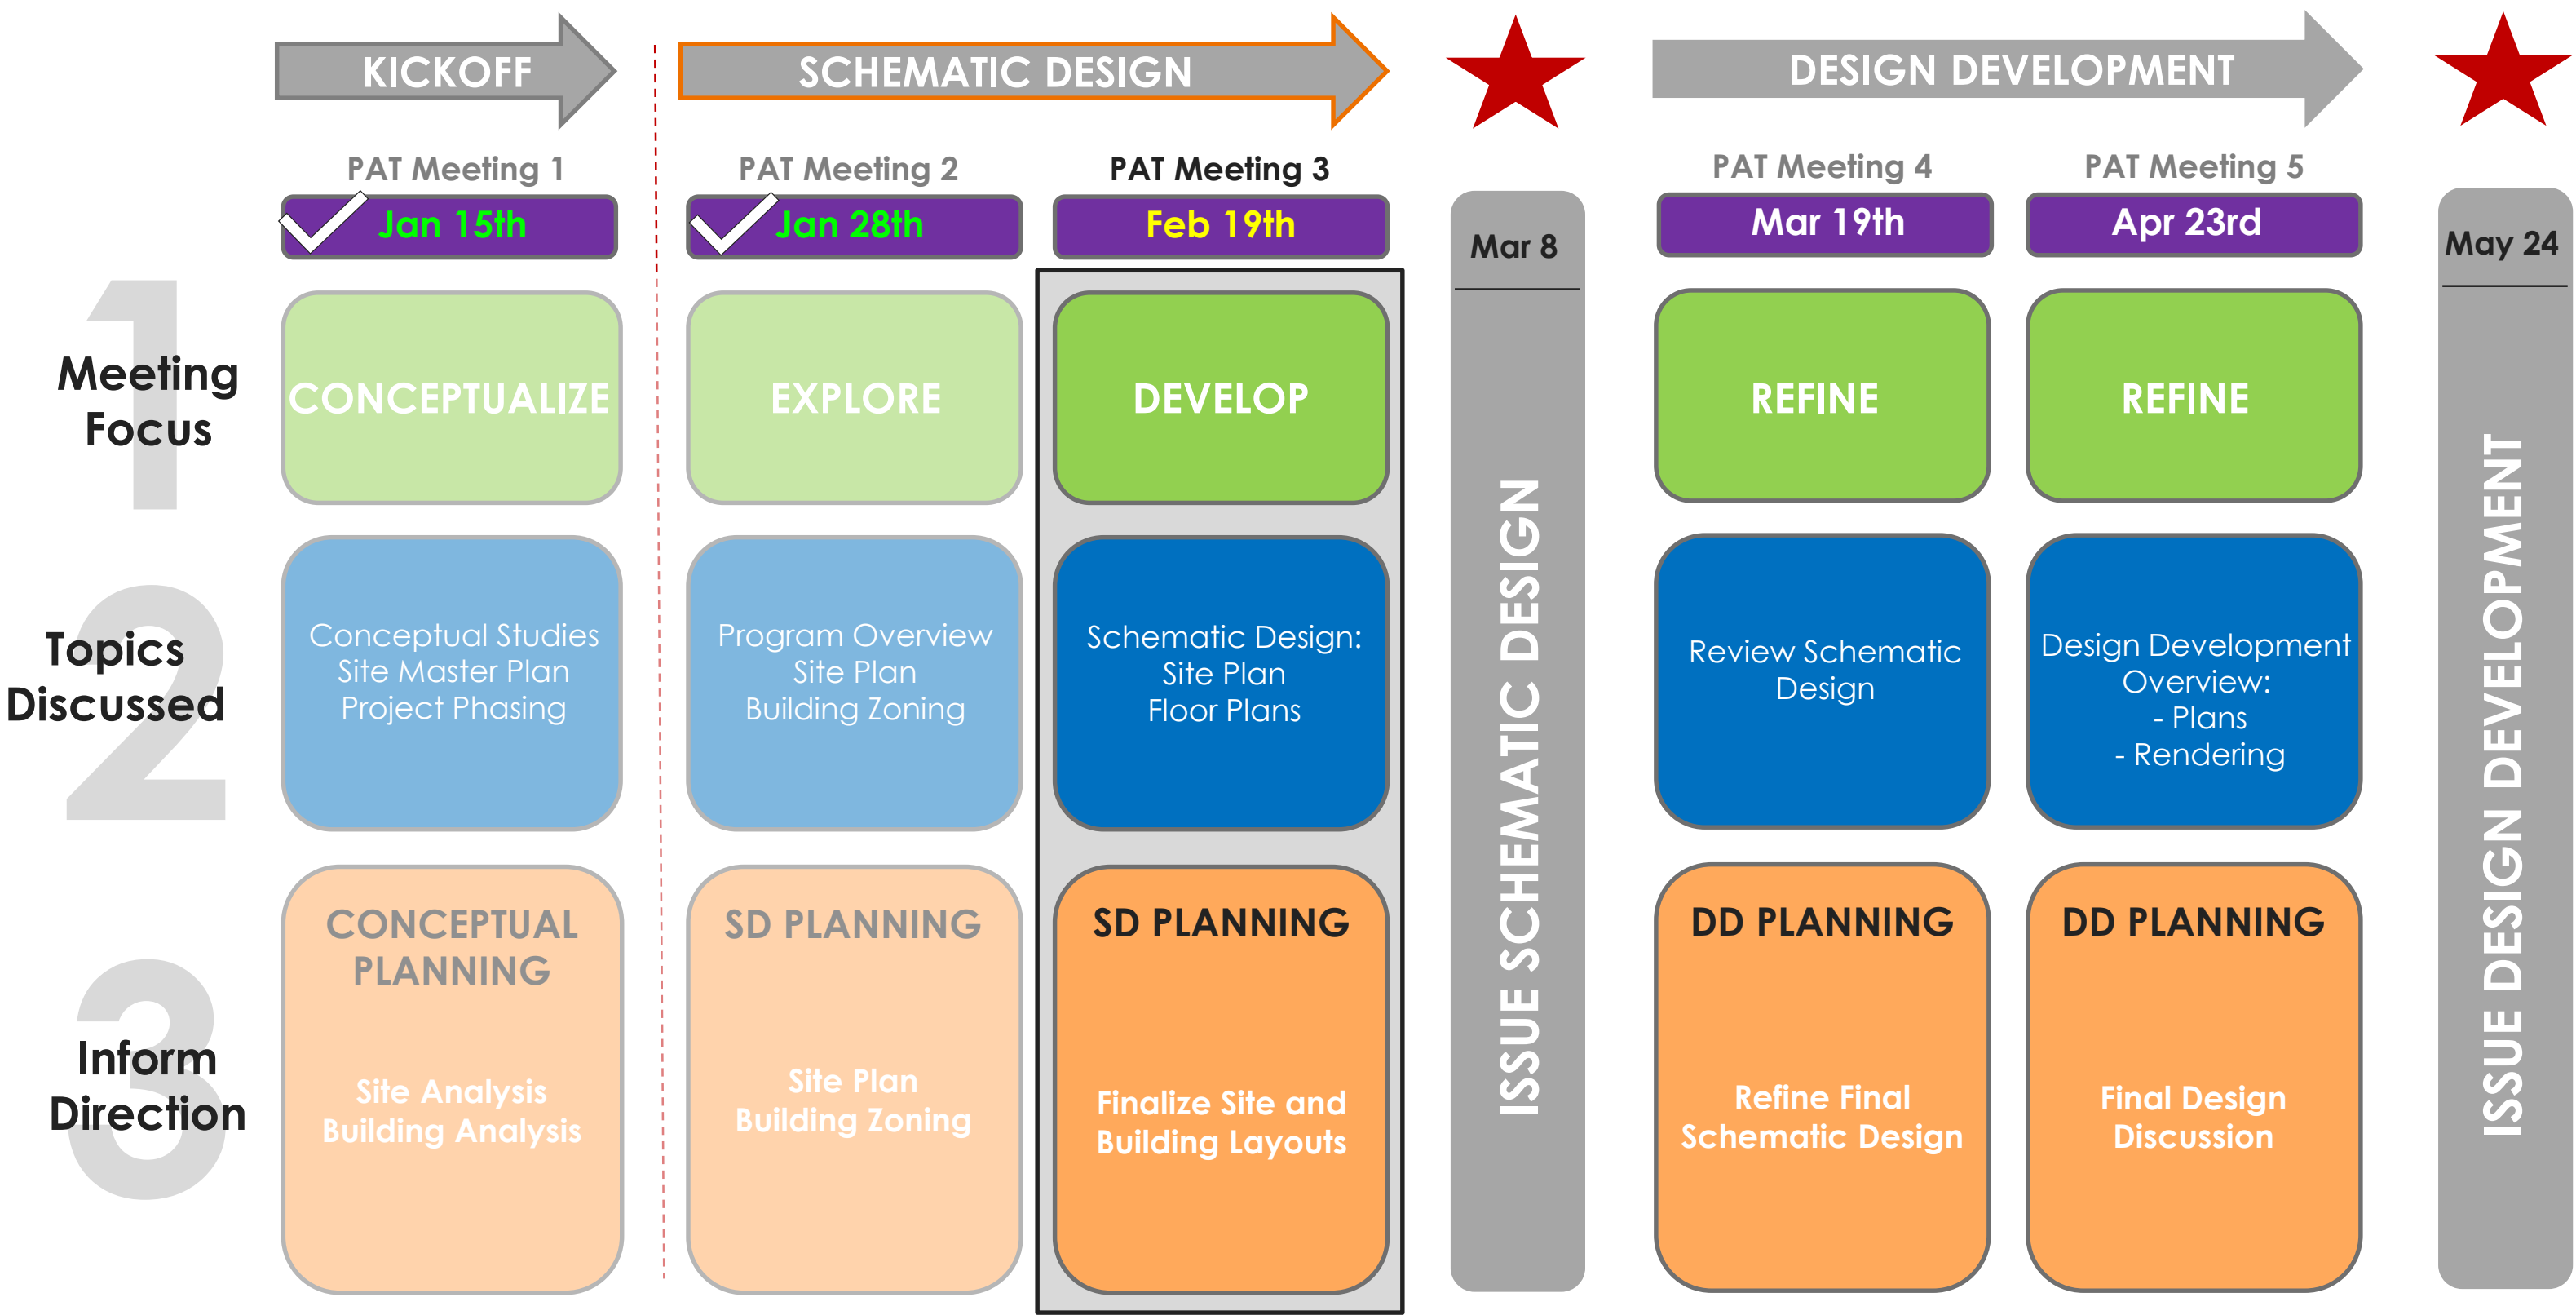 KICKOFF
SCHEMATIC DESIGN
DESIGN DEVELOPMENT
PAT Meeting 1
PAT Meeting 2
PAT Meeting 3
PAT Meeting 4
PAT Meeting 5
Jan 15th
Jan 28th
Feb 19th
Mar 8
Mar 19th
Apr 23rd
May 24
1
Meeting
Focus
CONCEPTUALIZE
EXPLORE
DEVELOP
REFINE
REFINE
2
Topics
Discussed
Conceptual Studies
Site Master Plan
Project Phasing
Program Overview
Site Plan
Building Zoning
Schematic Design:
Site Plan
Floor Plans
Review Schematic
Design
Design Development
Overview:
- Plans
- Rendering
3
Inform
Direction
CONCEPTUAL
PLANNING
Site Analysis
Building Analysis
SD PLANNING
Site Plan
Building Zoning
SD PLANNING
Finalize Site and
Building Layouts
ISSUE SCHEMATIC DESIGN
DD PLANNING
Refine Final
Schematic Design
DD PLANNING
Final Design
Discussion
ISSUE DESIGN DEVELOPMENT